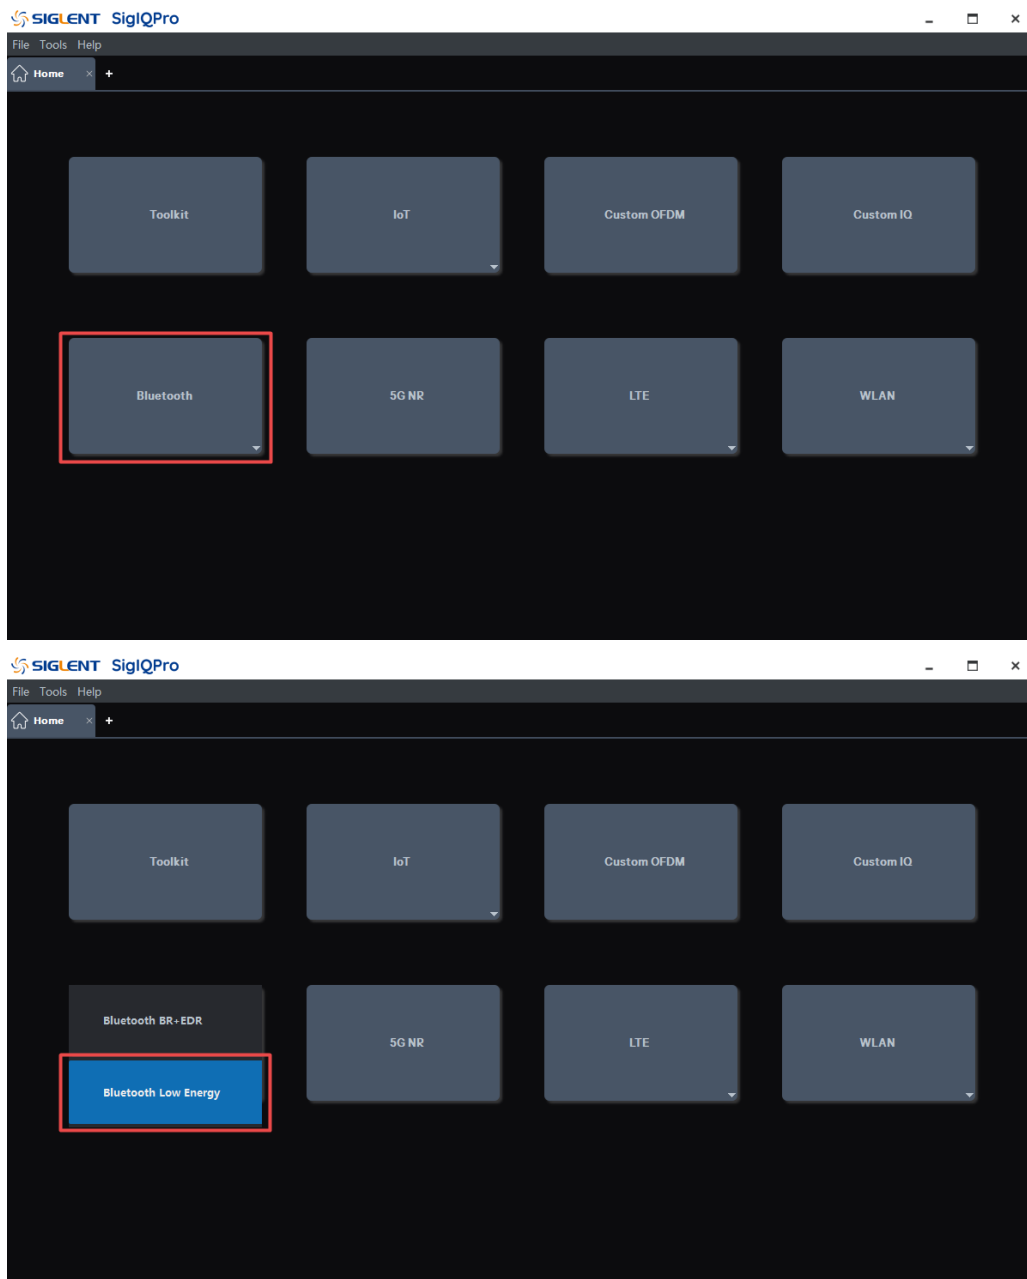 SIGLENT SigIQPro
File Tools Help
Home × +
Toolkit IoT Custom OFDM Custom IQ
Bluetooth 5G NR LTE WLAN
SIGLENT SigIQPro
File Tools Help
Home × +
Toolkit IoT Custom OFDM Custom IQ
Bluetooth BR+EDR
5G NR LTE WLAN
Bluetooth Low Energy